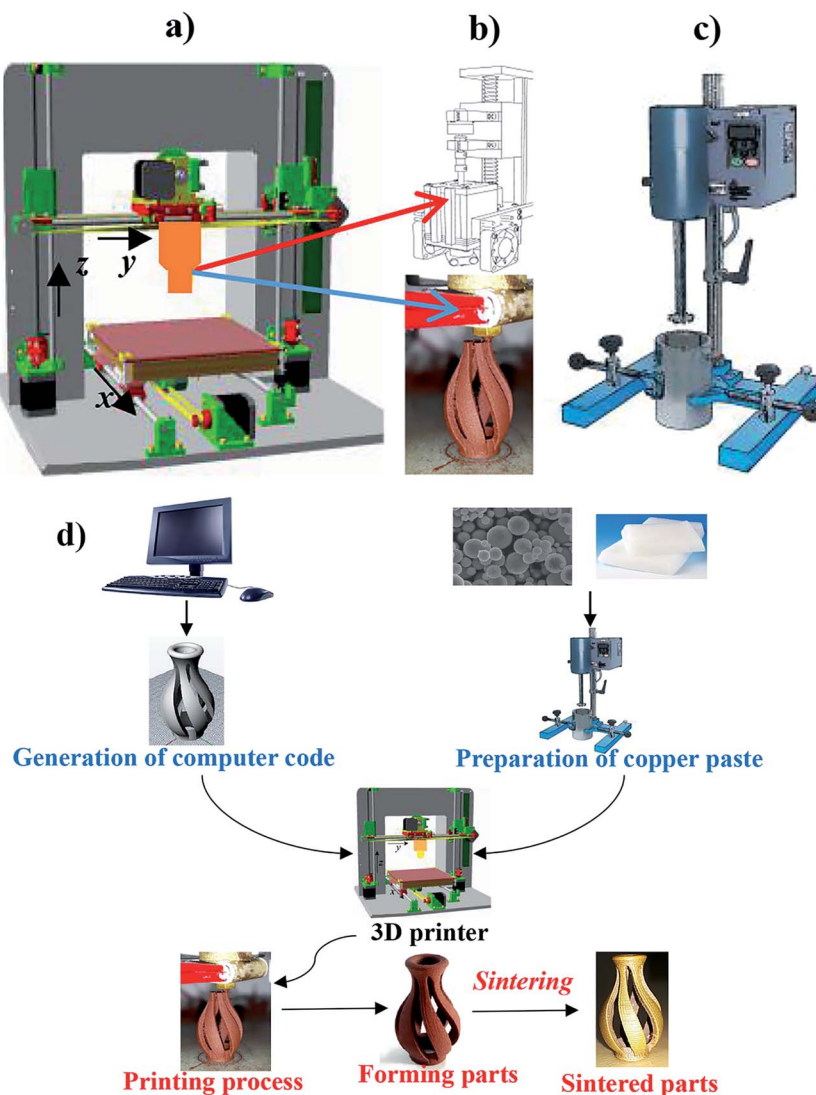 a)
b)
c)
z
y
x
d)
Generation of computer code
Preparation of copper paste
y
z
x
3D printer
Sintering
Printing process
Forming parts
Sintered parts